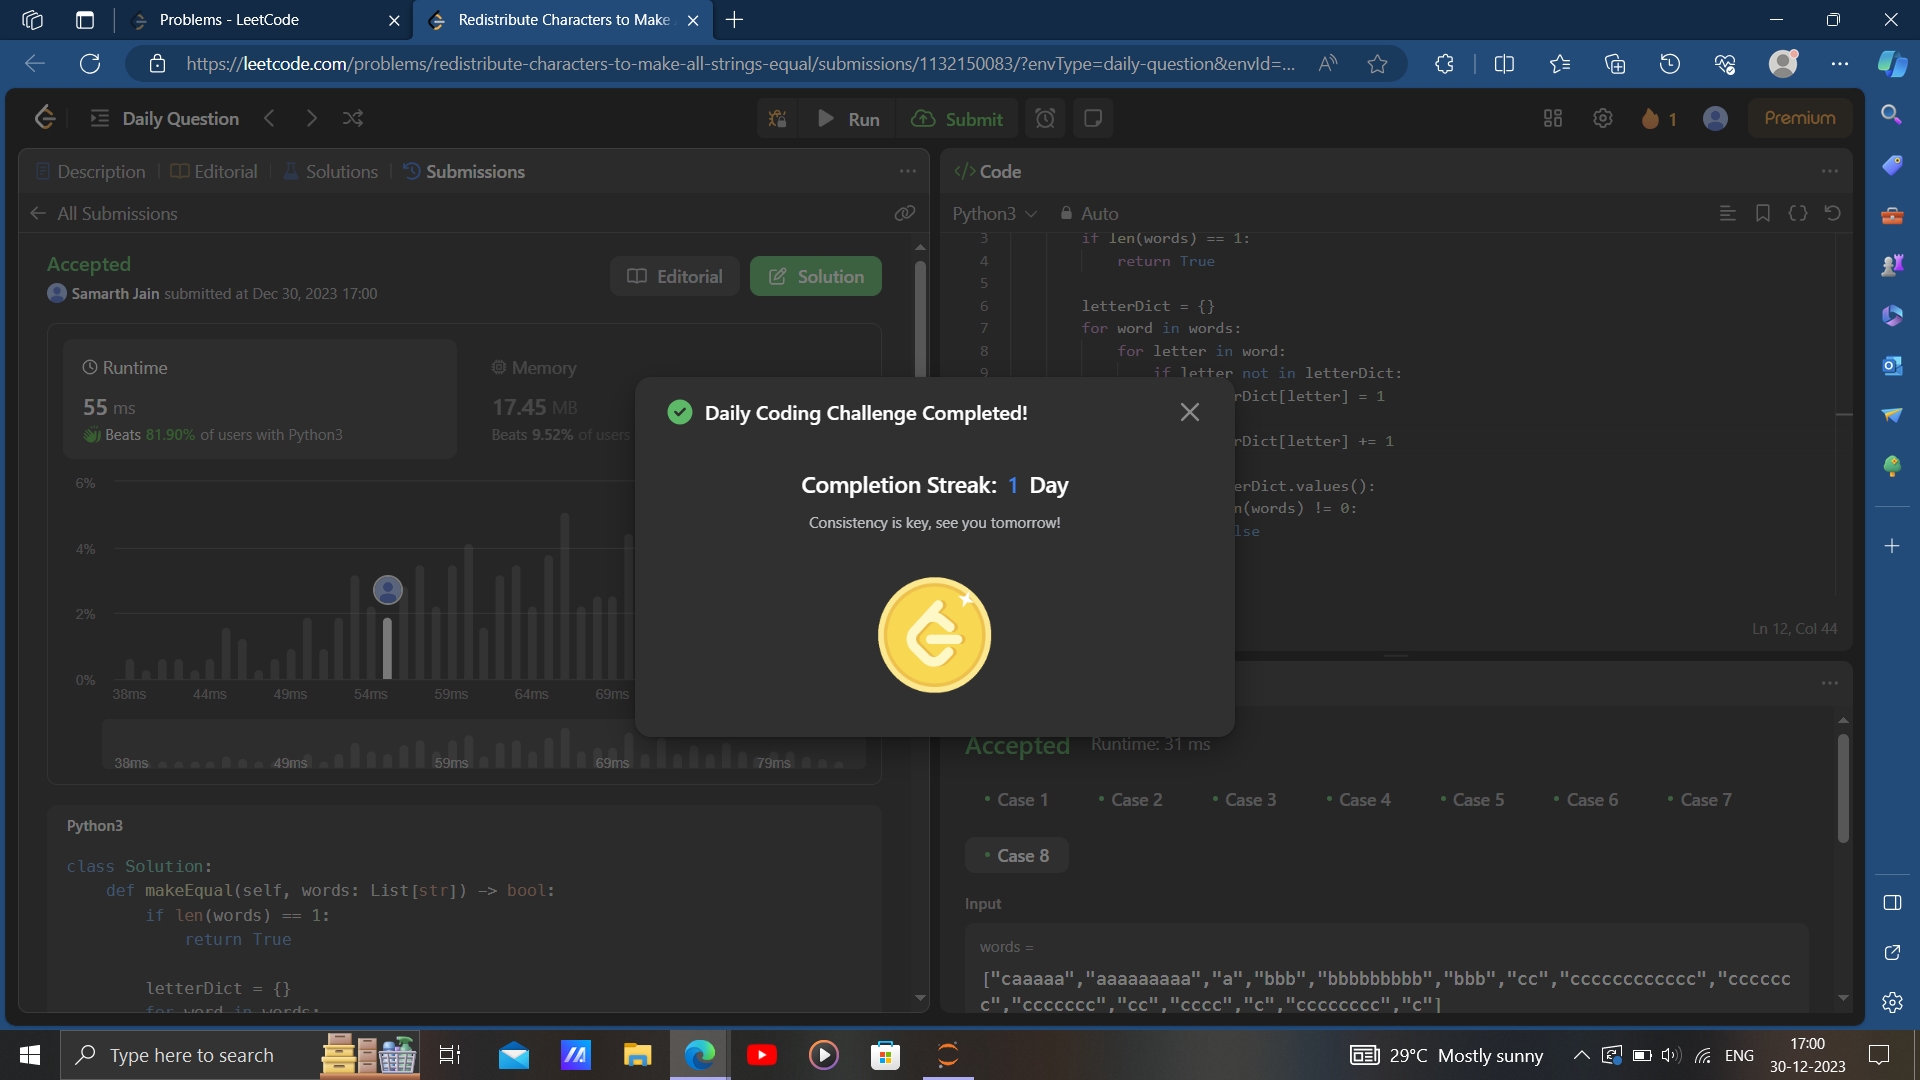 Problems - LeetCode
Redistribute Characters to Make
https://leetcode.com/problems/redistribute-characters-to-make-all-strings-equal/submissions/1132150083/?envType=daily-question&envId=...
Daily Question
Run
Submit
1
Premium
Description
Editorial
Solutions
Submissions
All Submissions
Accepted
Samarth Jain submitted at Dec 30, 2023 17:00
Editorial
Solution
Runtime
55 ms
Beats 81.90% of users with Python3
Memory
17.45 MB
Beats 9.52% of users
6%
4%
2%
0%
38ms 44ms 49ms 54ms 59ms 64ms 69ms
38ms 49ms 59ms 69ms 79ms
Python3
class Solution:
def makeEqual(self, words: List[str]) -> bool:
if len(words) == 1:
return True
letterDict = {}
for word in words:
Daily Coding Challenge Completed!
Completion Streak: 1 Day
Consistency is key, see you tomorrow!
</> Code
Python3
Auto
3 if len(words) == 1:
4 return True
5
6 letterDict = {}
7 for word in words:
8 for letter in word:
9 if letter not in letterDict:
rDict[letter] = 1
rDict[letter] += 1
erDict.values():
n(words) != 0:
lse
Ln 12, Col 44
Accepted Runtime: 31 ms
• Case 1 • Case 2 • Case 3 • Case 4 • Case 5 • Case 6 • Case 7
• Case 8
Input
words =
["caaaaa","aaaaaaaaa","a","bbb","bbbbbbbbb","bbb","cc","cccccccccccc","cccccc
c","ccccccc","cc","cccc","c","cccccccc","c"]
Type here to search
29°C Mostly sunny
ENG
17:00
30-12-2023